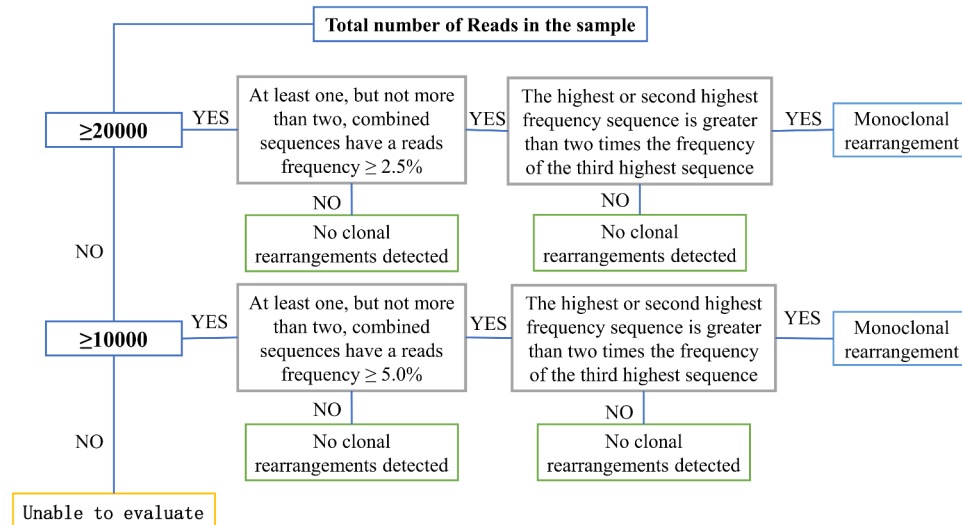 Total number of Reads in the sample
≥20000
YES
At least one, but not more
than two, combined
sequences have a reads
frequency ≥ 2.5%
YES
The highest or second highest
frequency sequence is greater
than two times the frequency
of the third highest sequence
YES
Monoclonal
rearrangement
NO
No clonal
rearrangements detected
NO
No clonal
rearrangements detected
NO
≥10000
YES
At least one, but not more
than two, combined
sequences have a reads
frequency ≥ 5.0%
YES
The highest or second highest
frequency sequence is greater
than two times the frequency
of the third highest sequence
YES
Monoclonal
rearrangement
NO
No clonal
rearrangements detected
NO
No clonal
rearrangements detected
NO
Unable to evaluate